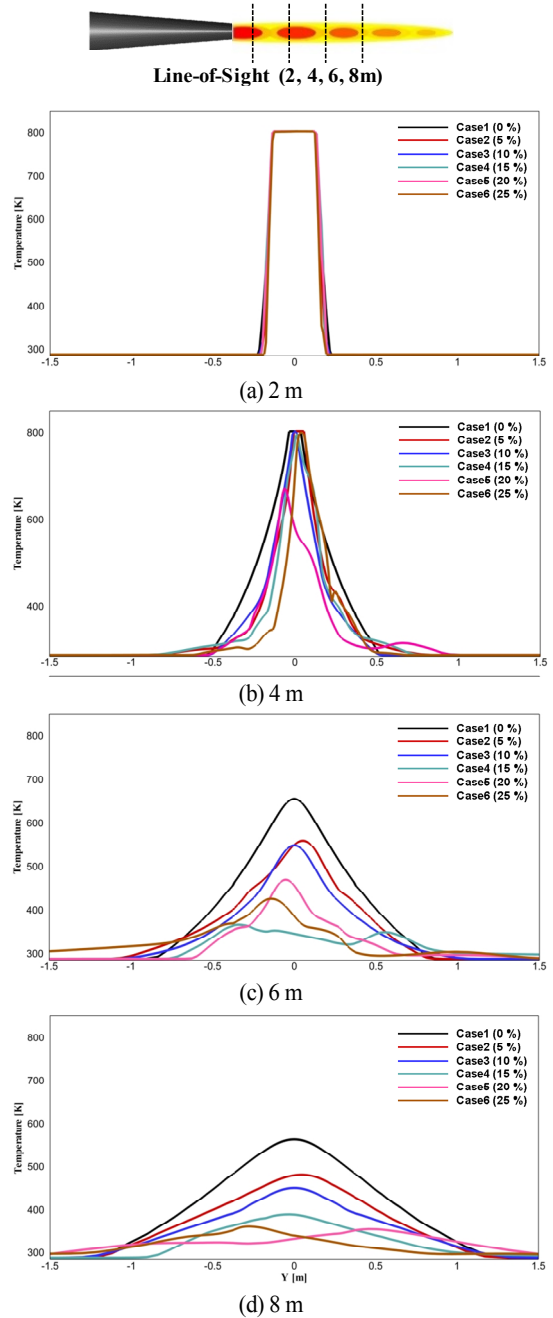 Line-of-Sight (2, 4, 6, 8m)
800
700
600
500
400
300
Temperature [K]
Case1 (0 %)
Case2 (5 %)
Case3 (10 %)
Case4 (15 %)
Case5 (20 %)
Case6 (25 %)
-1.5 -1 -0.5 0 0.5 1 1.5
(a) 2 m
800
600
400
Temperature [K]
Case1 (0 %)
Case2 (5 %)
Case3 (10 %)
Case4 (15 %)
Case5 (20 %)
Case6 (25 %)
-1.5 -1 -0.5 0 0.5 1 1.5
(b) 4 m
800
700
600
500
400
300
Temperature [K]
Case1 (0 %)
Case2 (5 %)
Case3 (10 %)
Case4 (15 %)
Case5 (20 %)
Case6 (25 %)
-1.5 -1 -0.5 0 0.5 1 1.5
(c) 6 m
800
700
600
500
400
300
Temperature [K]
Case1 (0 %)
Case2 (5 %)
Case3 (10 %)
Case4 (15 %)
Case5 (20 %)
Case6 (25 %)
-1.5 -1 -0.5 0 0.5 1 1.5
Y [m]
(d) 8 m